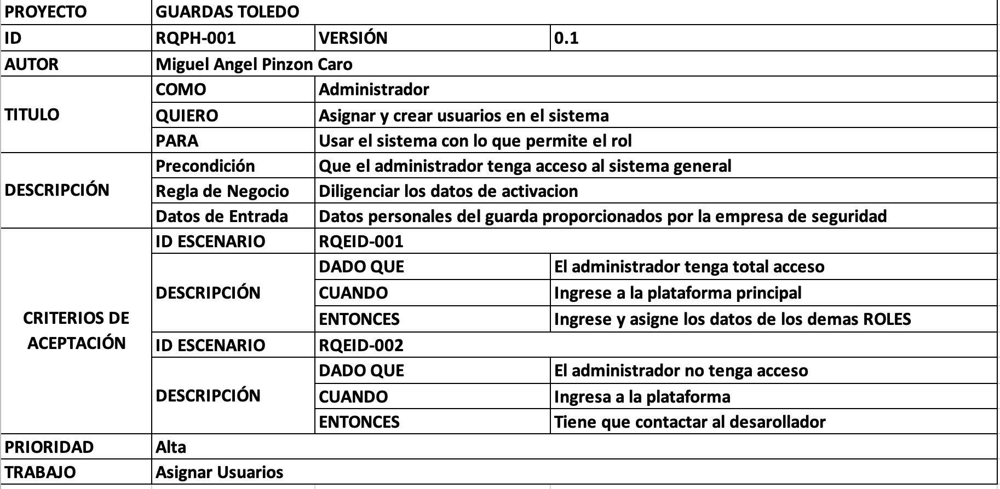 PROYECTO GUARDAS TOLEDO
ID RQPH-001 VERSIÓN 0.1
AUTOR Miguel Angel Pinzon Caro
TITULO
COMO Administrador
QUIERO Asignar y crear usuarios en el sistema
PARA Usar el sistema con lo que permite el rol
DESCRIPCIÓN
Precondición Que el administrador tenga acceso al sistema general
Regla de Negocio Diligenciar los datos de activacion
Datos de Entrada Datos personales del guarda proporcionados por la empresa de seguridad
CRITERIOS DE
ACEPTACIÓN
ID ESCENARIO RQEID-001
DESCRIPCIÓN
DADO QUE El administrador tenga total acceso
CUANDO Ingrese a la plataforma principal
ENTONCES Ingrese y asigne los datos de los demas ROLES
ID ESCENARIO RQEID-002
DESCRIPCIÓN
DADO QUE El administrador no tenga acceso
CUANDO Ingresa a la plataforma
ENTONCES Tiene que contactar al desarollador
PRIORIDAD Alta
TRABAJO Asignar Usuarios